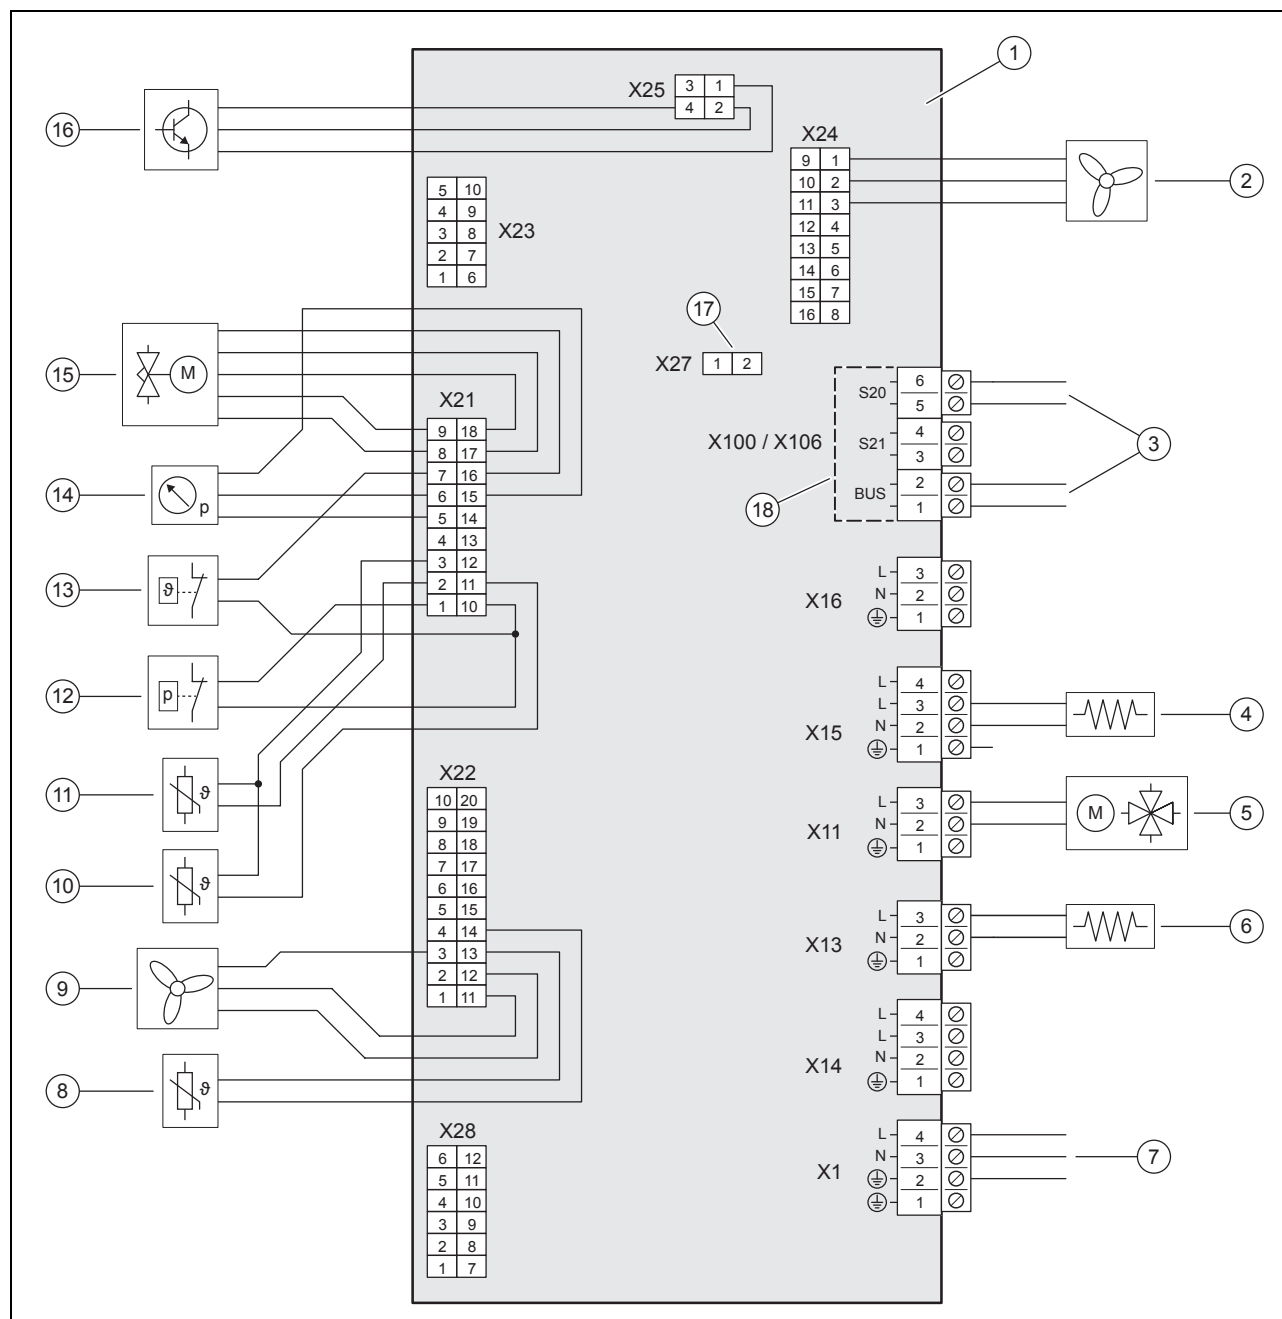 1
X25
3 1
4 2
16
X24
9 1
10 2
11 3
12 4
13 5
14 6
15 7
16 8
2
5 10
4 9
3 8
2 7
1 6
X23
17
X27
1 2
15
M
X21
9 18
8 17
7 16
6 15
5 14
4 13
3 12
2 11
1 10
X100 / X106
S20
6
5
S21
4
3
BUS
2
1
3
18
14
p
13
ϑ
X16
L 3
N 2
1
12
p
X15
L 4
L 3
N 2
1
4
11
ϑ
X22
10 20
9 19
8 18
7 17
6 16
5 15
4 14
3 13
2 12
1 11
X11
L 3
N 2
1
M
5
10
ϑ
X13
L 3
N 2
1
6
9
X14
L 4
L 3
N 2
1
8
ϑ
X28
6 12
5 11
4 10
3 9
2 8
1 7
X1
L 4
N 3
2
1
7